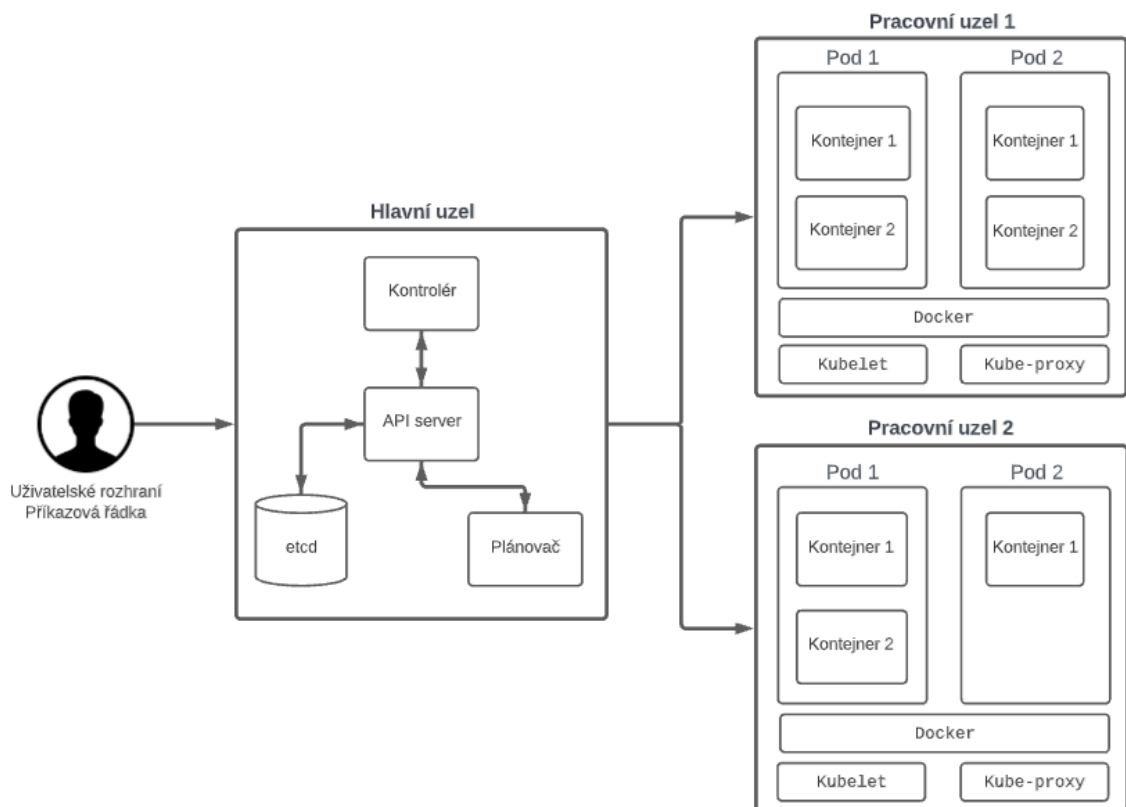 Pracovní uzel 1
Pod 1
Pod 2
Kontejner 1
Kontejner 1
Kontejner 2
Kontejner 2
Docker
Kubelet
Kube-proxy
Hlavní uzel
Kontrolér
API server
etcd
Plánovač
Uživatelské rozhraní
Příkazová řádka
Pracovní uzel 2
Pod 1
Pod 2
Kontejner 1
Kontejner 1
Kontejner 2
Docker
Kubelet
Kube-proxy